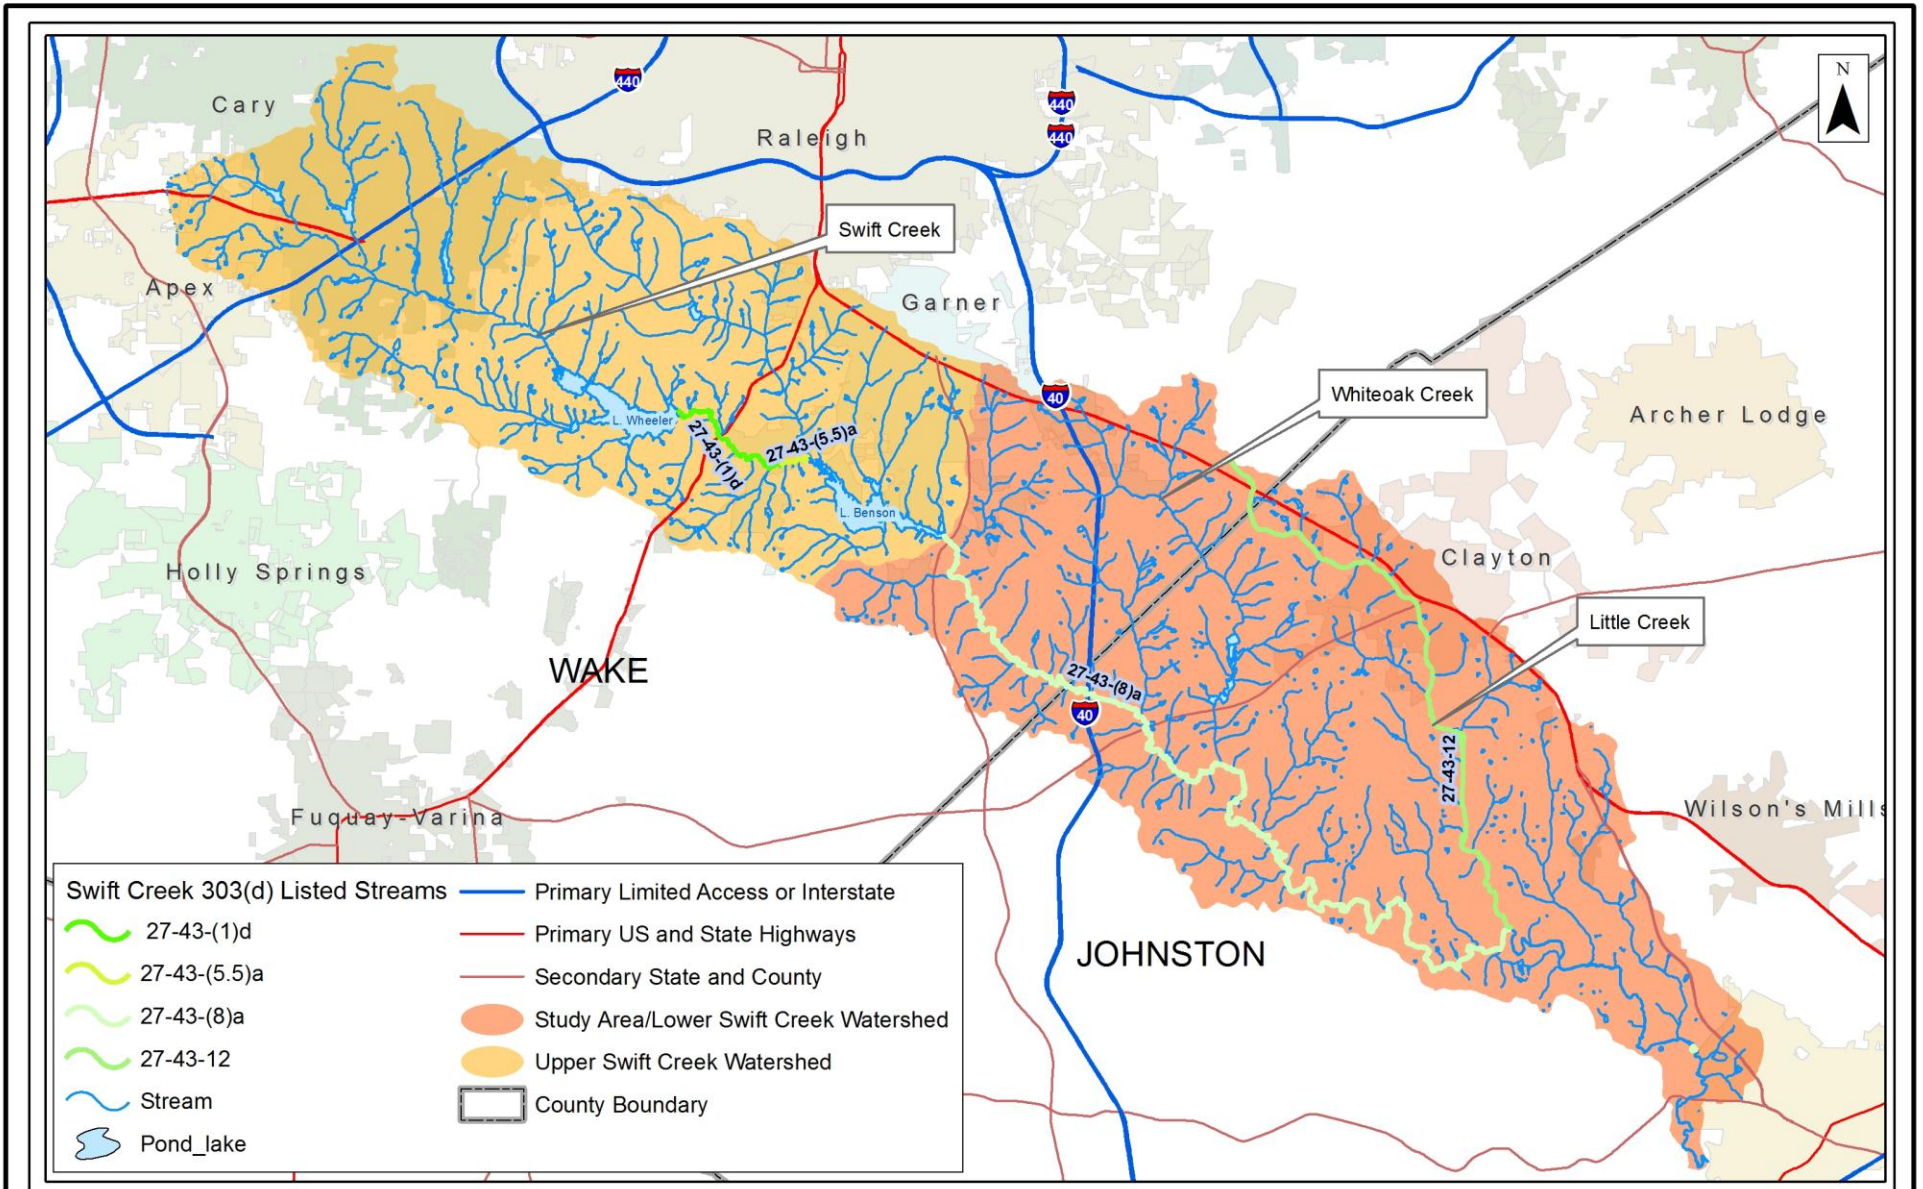 N
440
440
440
Cary
Raleigh
Swift Creek
Apex
Garner
Whiteoak Creek
40
Archer Lodge
L. Wheeler
27-43-(1)d
27-43-(5.5)a
L. Benson
Clayton
Holly Springs
Little Creek
WAKE
27-43-(8)a
40
27-43-12
Fuquay-Varina
Wilson's Mills
JOHNSTON
Swift Creek 303(d) Listed Streams
27-43-(1)d
27-43-(5.5)a
27-43-(8)a
27-43-12
Stream
Pond_lake
Primary Limited Access or Interstate
Primary US and State Highways
Secondary State and County
Study Area/Lower Swift Creek Watershed
Upper Swift Creek Watershed
County Boundary